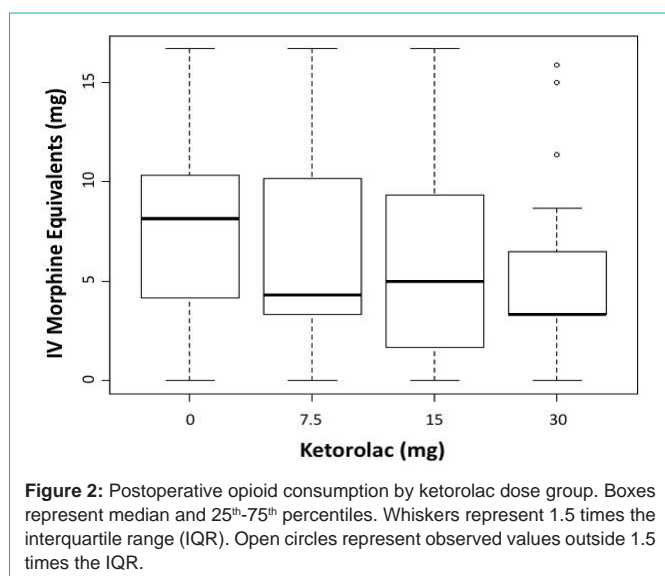 IV Morphine Equivalents (mg)
15
10
5
0
0 7.5 15 30
Ketorolac (mg)
Figure 2: Postoperative opioid consumption by ketorolac dose group. Boxes
represent median and 25th-75th percentiles. Whiskers represent 1.5 times the
interquartile range (IQR). Open circles represent observed values outside 1.5
times the IQR.